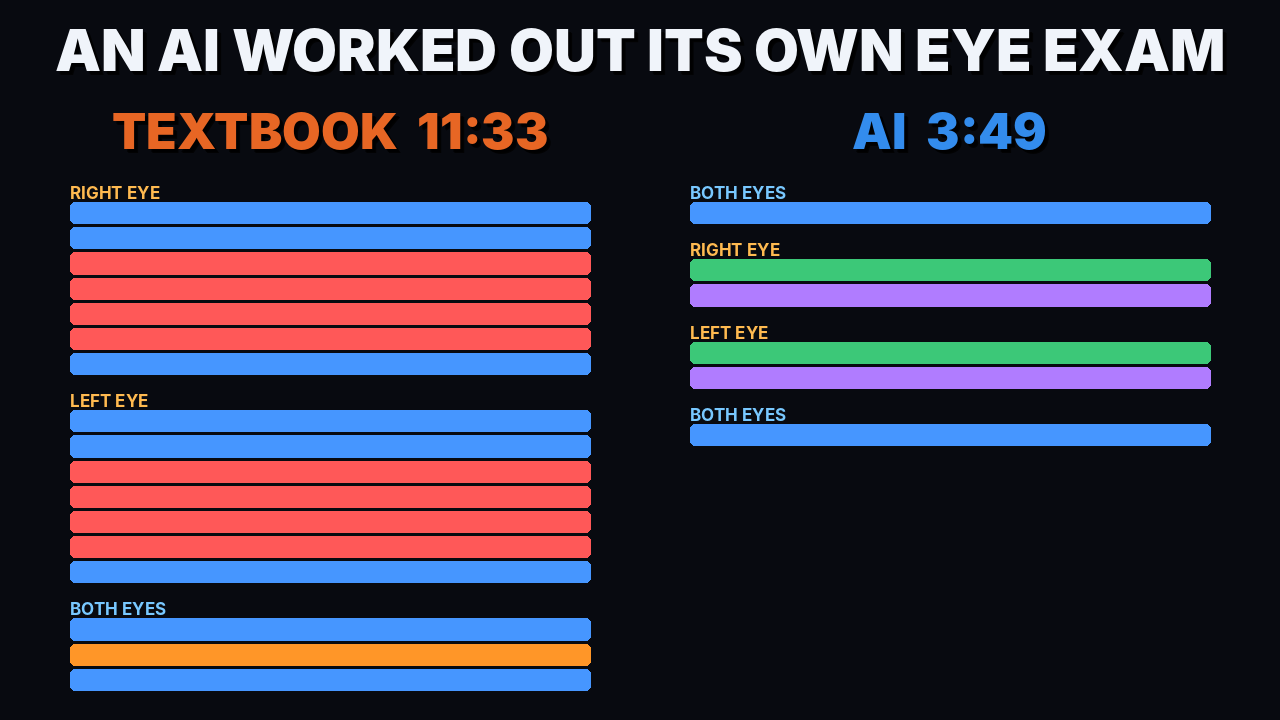 AN AI WORKED OUT ITS OWN EYE EXAM
TEXTBOOK 11:33
RIGHT EYE
LEFT EYE
BOTH EYES
AI 3:49
BOTH EYES
RIGHT EYE
LEFT EYE
BOTH EYES